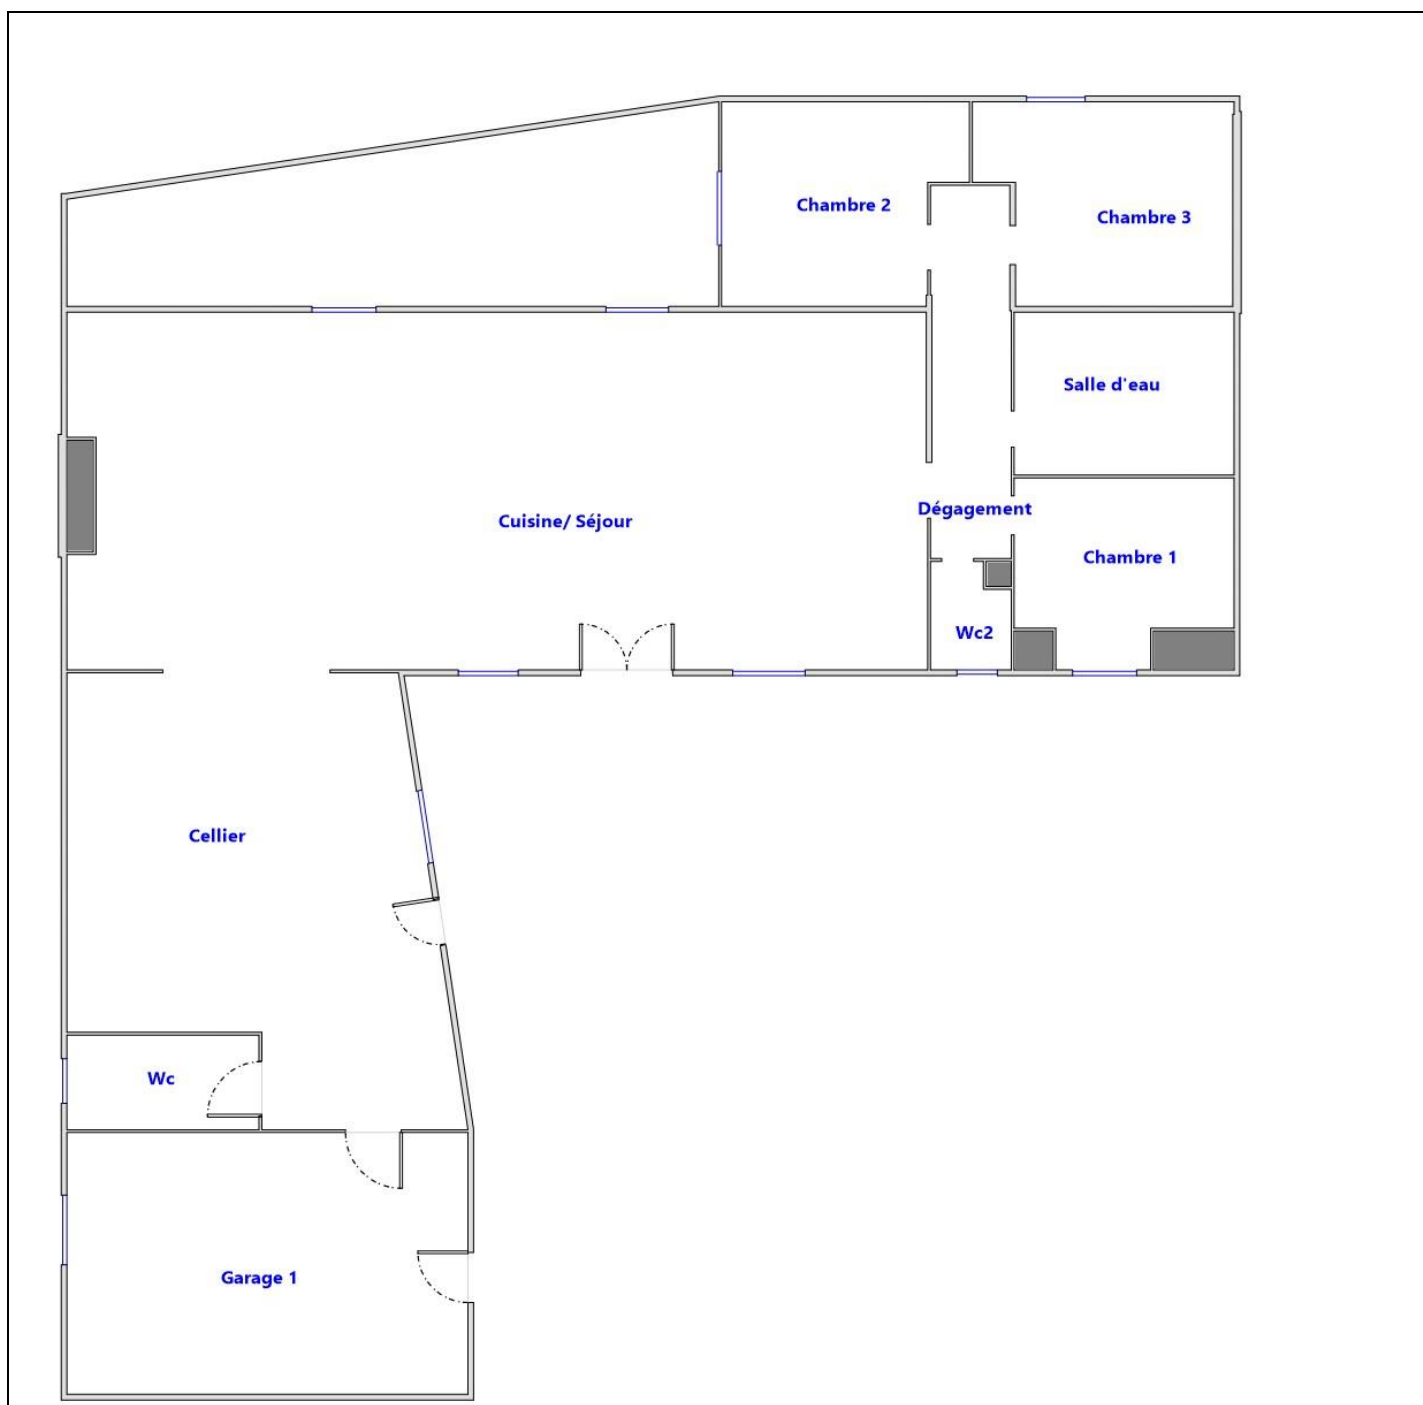 Chambre 2
Chambre 3
Salle d'eau
Dégagement
Cuisine/ Séjour
Chambre 1
Wc2
Cellier
Wc
Garage 1